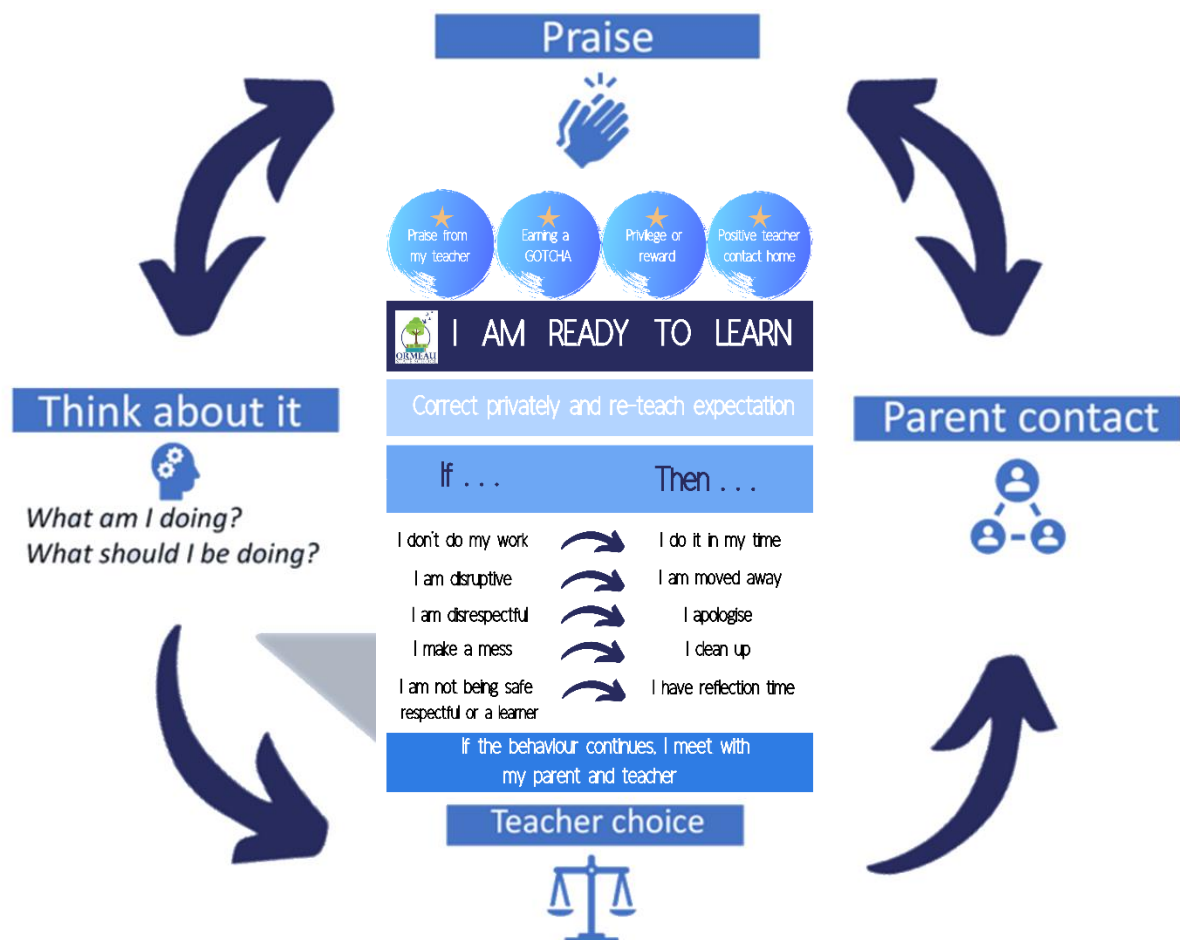 Praise
Praise from
my teacher
Earning a
GOTCHA
Privilege or
reward
Positive teacher
contact home
ORMEAU
I AM READY TO LEARN
Correct privately and re-teach expectation
Think about it
What am I doing?
What should I be doing?
Parent contact
If . . .
Then . . .
I don't do my work
I do it in my time
I am disruptive
I am moved away
I am disrespectful
I apologise
I make a mess
I clean up
I am not being safe
respectful or a learner
I have reflection time
If the behaviour continues, I meet with
my parent and teacher
Teacher choice